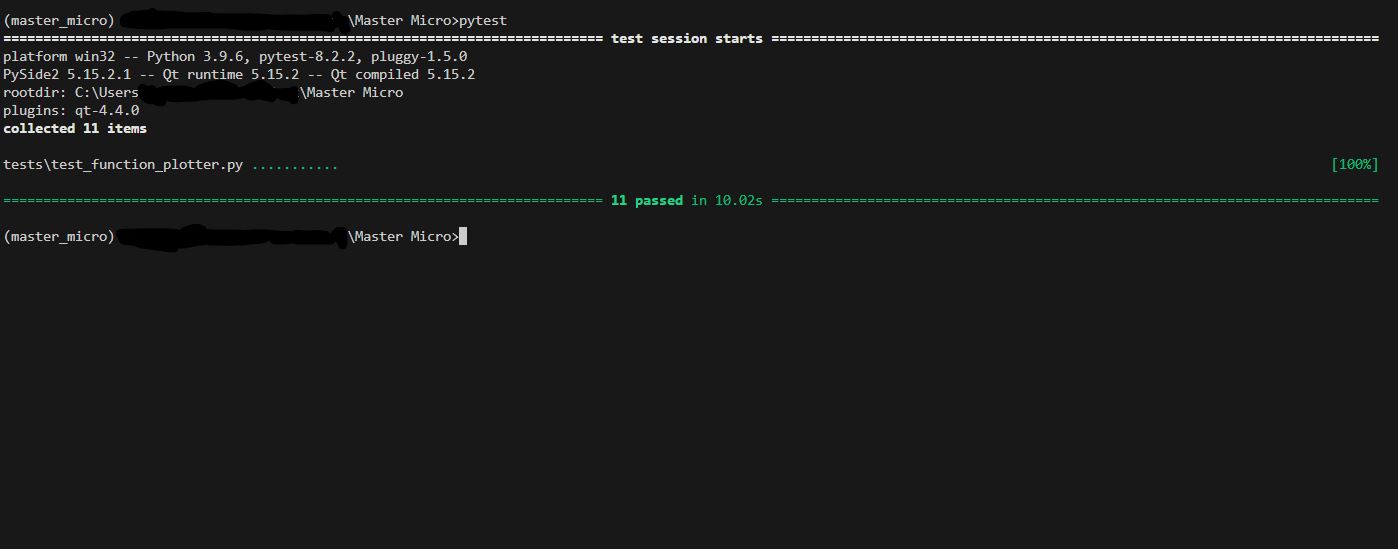 (master_micro) \Master Micro>pytest
=========================================================================== test session starts ============================================================================
platform win32 -- Python 3.9.6, pytest-8.2.2, pluggy-1.5.0
PySide2 5.15.2.1 -- Qt runtime 5.15.2 -- Qt compiled 5.15.2
rootdir: C:\Users \Master Micro
plugins: qt-4.4.0
collected 11 items
tests\test_function_plotter.py ........... [100%]
=========================================================================== 11 passed in 10.02s ============================================================================
(master_micro) \Master Micro>